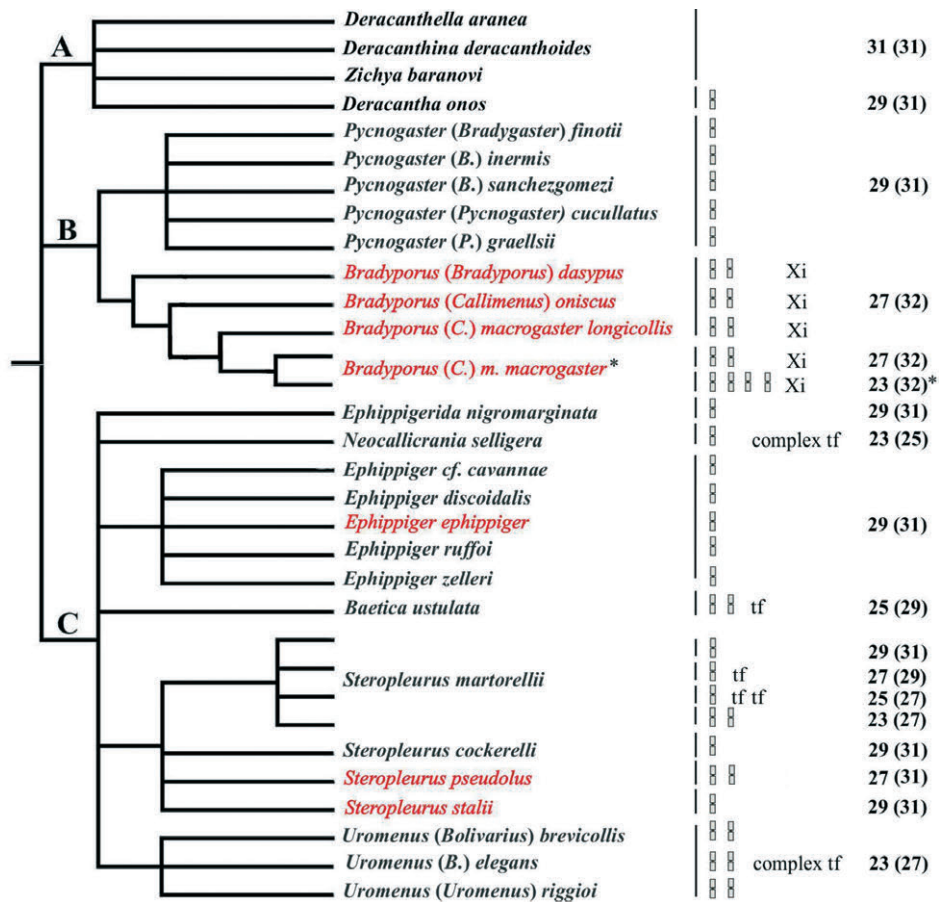 Deracanthella aranea
A
Deracanthina deracanthoides 31 (31)
Zichya baranovi
Deracantha onos 29 (31)
Pycnogaster (Bradygaster) finotii
Pycnogaster (B.) inermis
Pycnogaster (B.) sanchezgomezi 29 (31)
Pycnogaster (Pycnogaster) cucullatus
B
Pycnogaster (P.) graellsii
Bradyporus (Bradyporus) dasypus Xi
Bradyporus (Callimenus) oniscus Xi 27 (32)
Bradyporus (C.) macrogaster longicollis Xi
Bradyporus (C.) m. macrogaster* Xi 27 (32)
Xi 23 (32)*
Ephippigerida nigromarginata 29 (31)
Neocallicrania selligera complex tf 23 (25)
Ephippiger cf. cavannae
Ephippiger discoidalis
Ephippiger ephippiger 29 (31)
Ephippiger ruffoi
Ephippiger zelleri
Baetica ustulata tf 25 (29)
C
29 (31)
Steropleurus martorellii tf 27 (29)
tf tf 25 (27)
23 (27)
Steropleurus cockerelli 29 (31)
Steropleurus pseudolus 27 (31)
Steropleurus stalii 29 (31)
Uromenus (Bolivarius) brevicollis
Uromenus (B.) elegans complex tf 23 (27)
Uromenus (Uromenus) riggioi